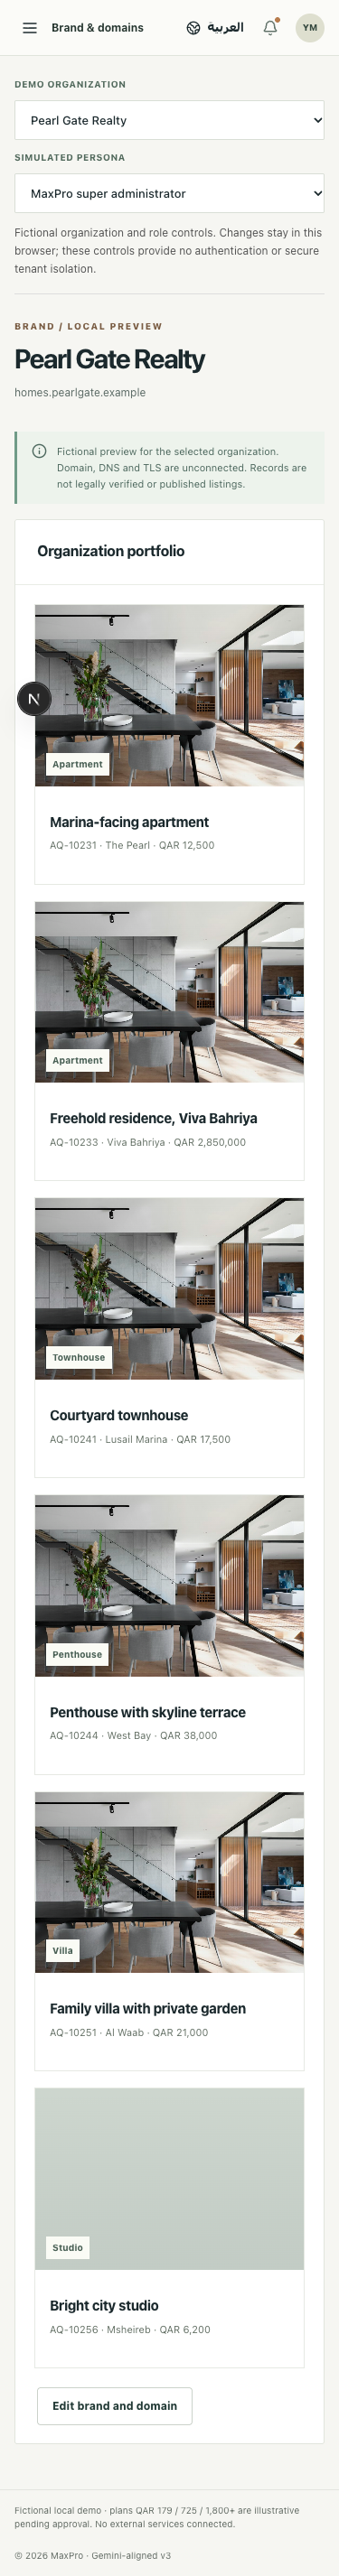 Brand & domains
العربية
YM
DEMO ORGANIZATION
Pearl Gate Realty
SIMULATED PERSONA
MaxPro super administrator
Fictional organization and role controls. Changes stay in this
browser; these controls provide no authentication or secure
tenant isolation.
BRAND / LOCAL PREVIEW
Pearl Gate Realty
homes.pearlgate.example
Fictional preview for the selected organization.
Domain, DNS and TLS are unconnected. Records are
not legally verified or published listings.
Organization portfolio
N
Apartment
Marina-facing apartment
AQ-10231 · The Pearl · QAR 12,500
Apartment
Freehold residence, Viva Bahriya
AQ-10233 · Viva Bahriya · QAR 2,850,000
Townhouse
Courtyard townhouse
AQ-10241 · Lusail Marina · QAR 17,500
Penthouse
Penthouse with skyline terrace
AQ-10244 · West Bay · QAR 38,000
Villa
Family villa with private garden
AQ-10251 · Al Waab · QAR 21,000
Studio
Bright city studio
AQ-10256 · Msheireb · QAR 6,200
Edit brand and domain
Fictional local demo · plans QAR 179 / 725 / 1,800+ are illustrative
pending approval. No external services connected.
© 2026 MaxPro · Gemini-aligned v3